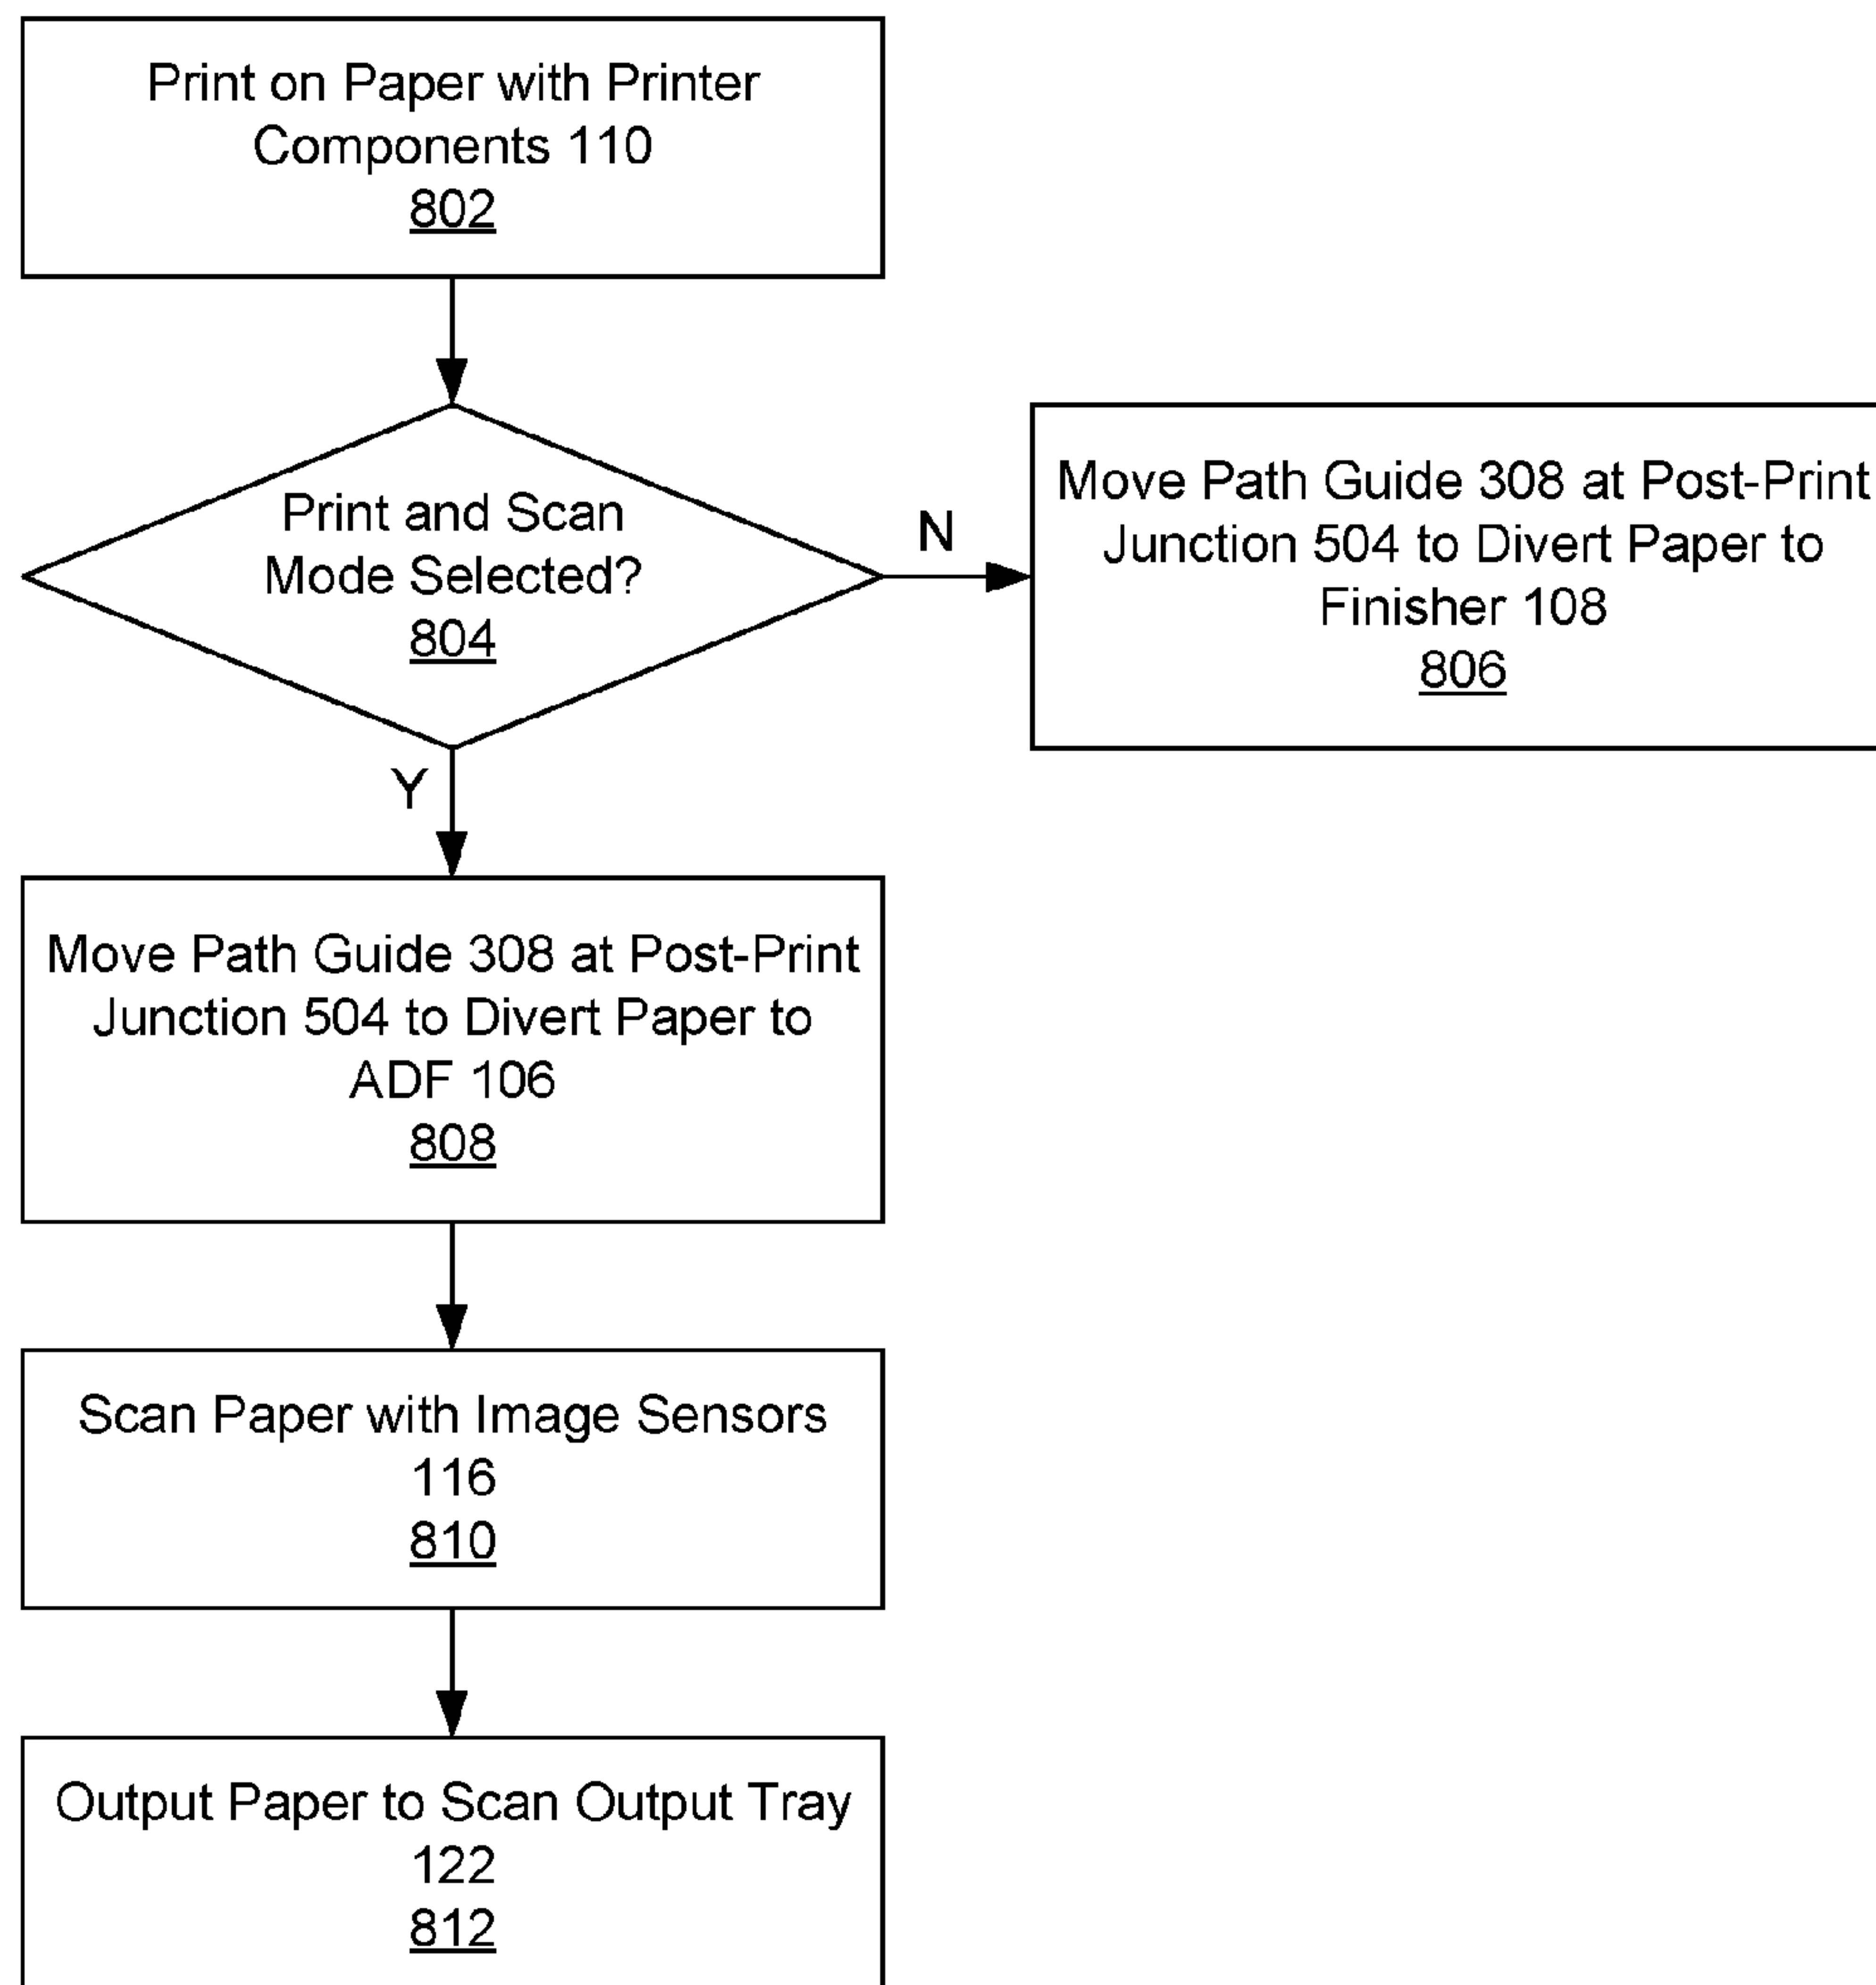 Print on Paper with Printer
Components 110
802
Print and Scan
Mode Selected?
804
N
Move Path Guide 308 at Post-Print
Junction 504 to Divert Paper to
Finisher 108
806
Y
Move Path Guide 308 at Post-Print
Junction 504 to Divert Paper to
ADF 106
808
Scan Paper with Image Sensors
116
810
Output Paper to Scan Output Tray
122
812